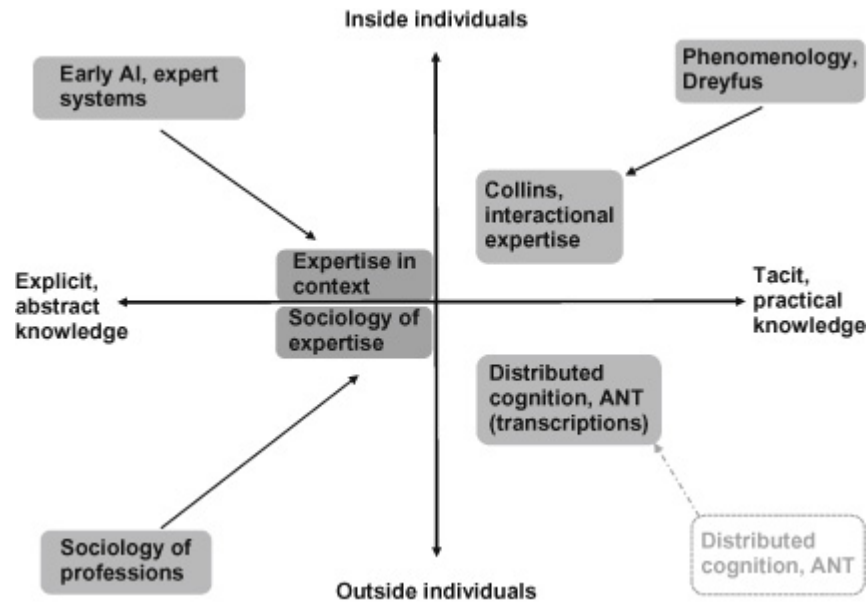 Inside individuals
Early AI, expert
systems
Phenomenology,
Dreyfus
Collins,
interactional
expertise
Expertise in
context
Explicit,
abstract
knowledge
Tacit,
practical
knowledge
Sociology of
expertise
Distributed
cognition, ANT
(transcriptions)
Sociology of
professions
Distributed
cognition, ANT
Outside individuals